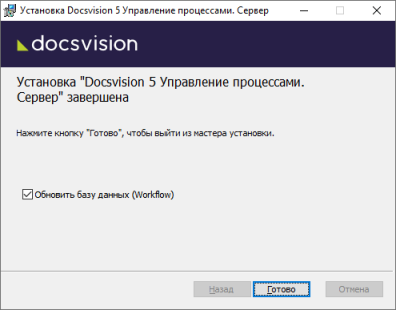 Установка Docsvision 5 Управление процессами. Сервер
docsvision
Установка "Docsvision 5 Управление процессами.
Сервер" завершена
Нажмите кнопку "Готово", чтобы выйти из мастера установки.
Обновить базу данных (Workflow)
Назад Готово Отмена